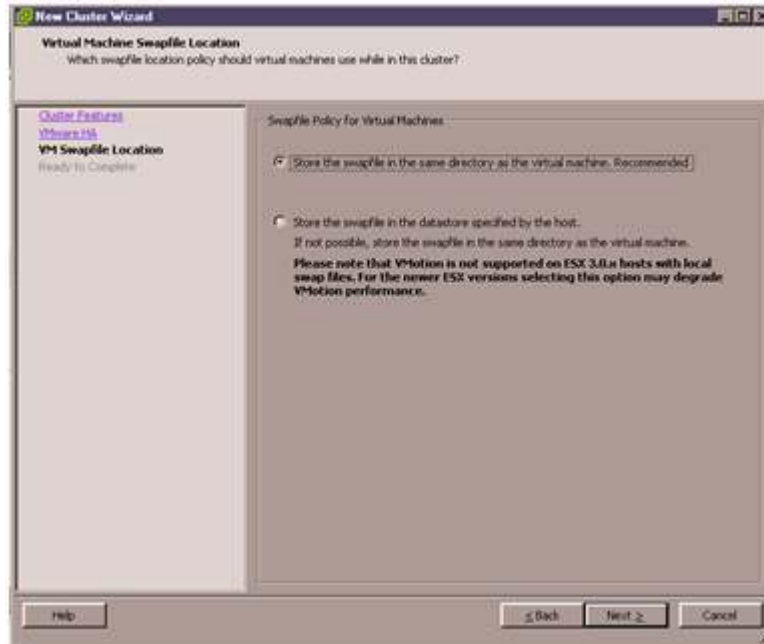 New Cluster Wizard
Virtual Machine Swapfile Location
Which swapfile location policy should virtual machines use while in this cluster?
Cluster Features
VMware HA
VM Swapfile Location
Ready to Complete
Swapfile Policy for Virtual Machines
Store the swapfile in the same directory as the virtual machine. Recommended
Store the swapfile in the datastore specified by the host.
If not possible, store the swapfile in the same directory as the virtual machine.
Please note that VMotion is not supported on ESX 3.0.x hosts with local
swap files. For the newer ESX versions selecting this option may degrade
VMotion performance.
Help
≤ Back
Next ≥
Cancel